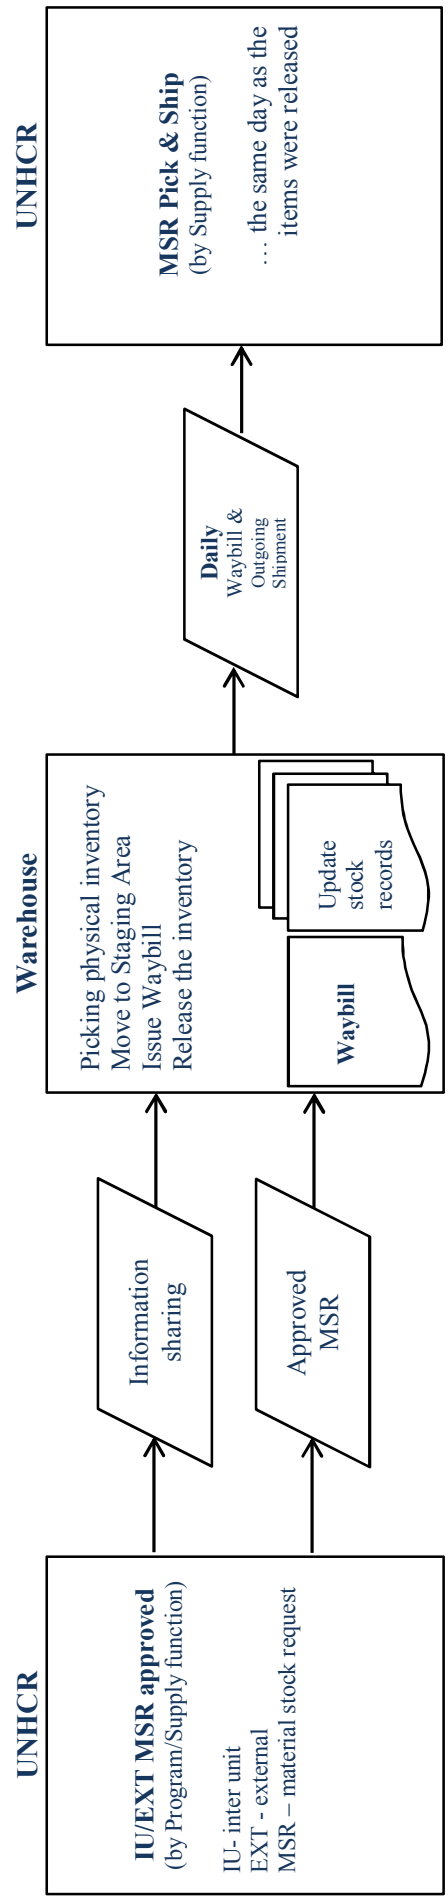 UNHCR
IU/EXT MSR approved
(by Program/Supply function)
IU- inter unit
EXT - external
MSR – material stock request
Information
sharing
Approved
MSR
Warehouse
Picking physical inventory
Move to Staging Area
Issue Waybill
Release the inventory
Waybill
Update
stock
records
Daily
Waybill &
Outgoing
Shipment
UNHCR
MSR Pick & Ship
(by Supply function)
… the same day as the
items were released